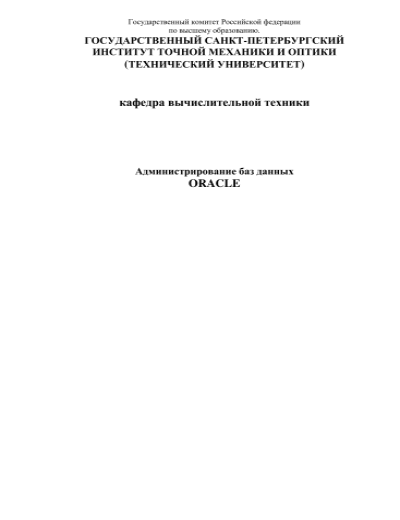 Государственный комитет Российской федерации
по высшему образованию.
ГОСУДАРСТВЕННЫЙ САНКТ-ПЕТЕРБУРГСКИЙ
ИНСТИТУТ ТОЧНОЙ МЕХАНИКИ И ОПТИКИ
(ТЕХНИЧЕСКИЙ УНИВЕРСИТЕТ)
кафедра вычислительной техники
Администрирование баз данных
ORACLE